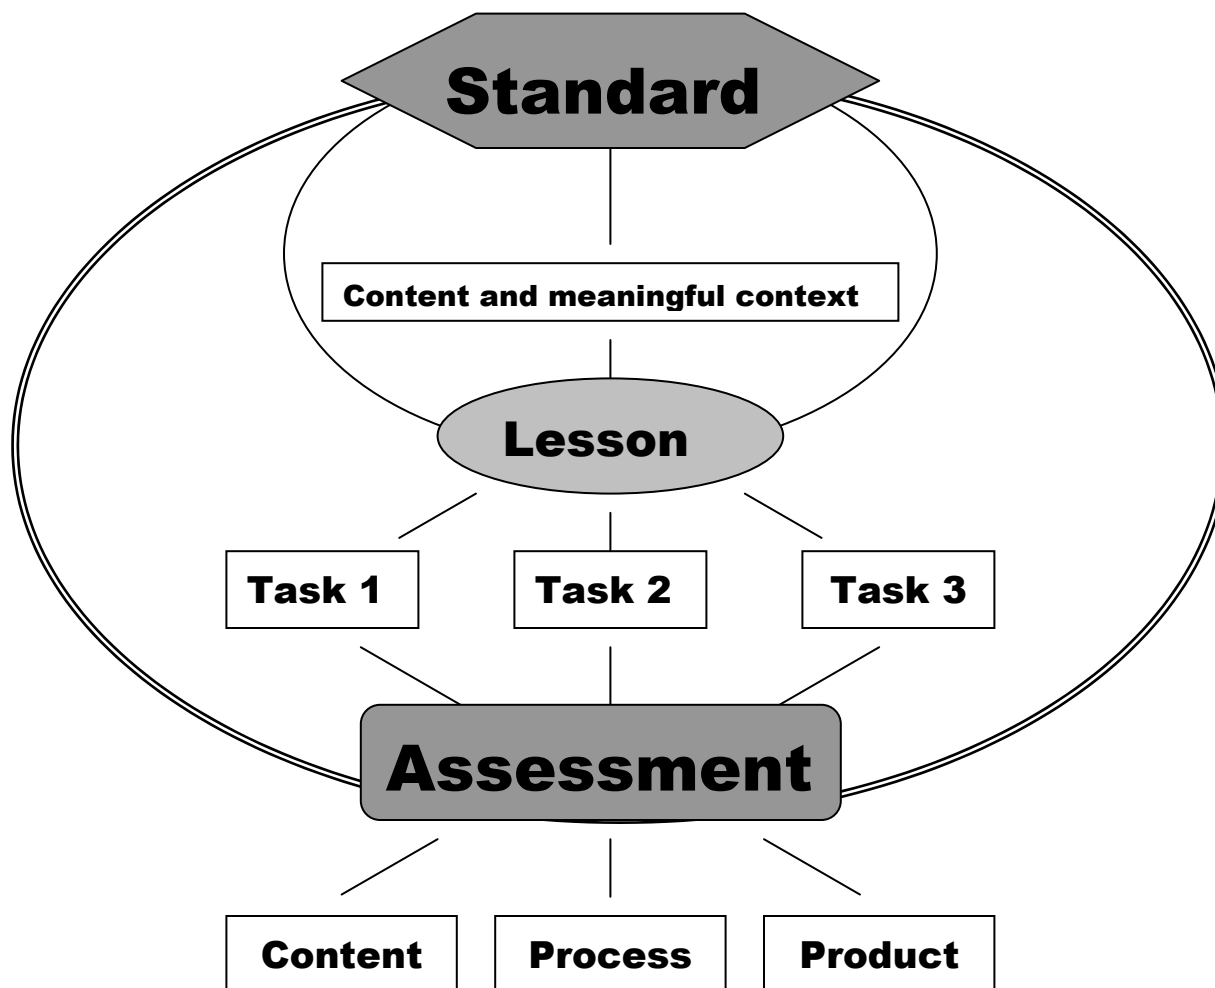 Standard
Content and meaningful context
Lesson
Task 1
Task 2
Task 3
Assessment
Content
Process
Product